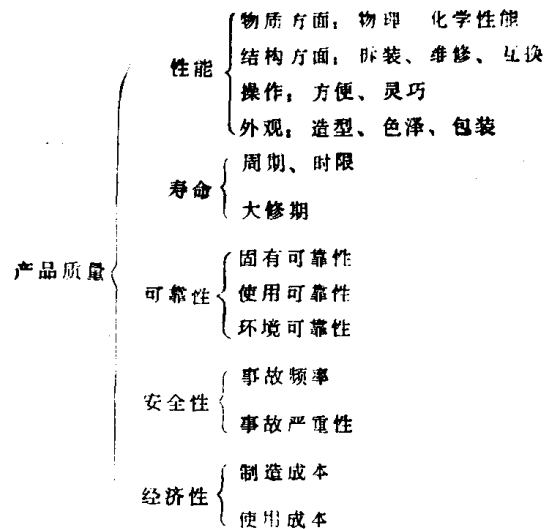 物质方面：物理 化学性能
结构方面：拆装、维修、互换
性能
操作：方便、灵巧
外观：造型、色泽、包装
周期、时限
寿命
大修期
产品质量
固有可靠性
可靠性
使用可靠性
环境可靠性
事故频率
安全性
事故严重性
制造成本
经济性
使用成本